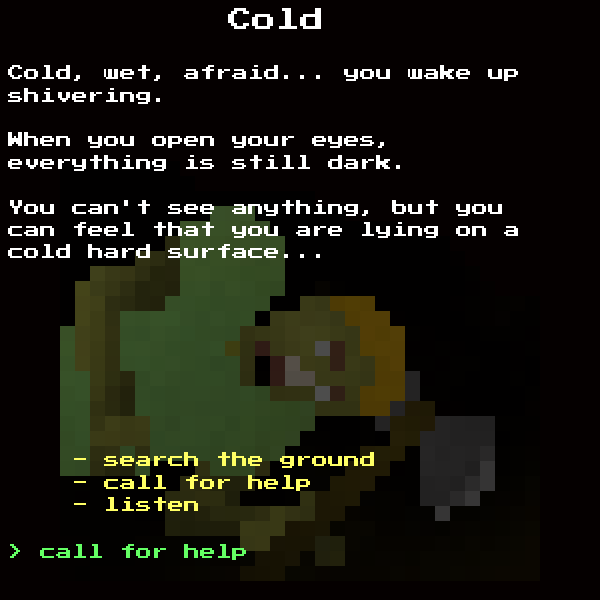 Cold
Cold, wet, afraid... you wake up
shivering.
When you open your eyes,
everything is still dark.
You can't see anything, but you
can feel that you are lying on a
cold hard surface...
- search the ground
- call for help
- listen
> call for help